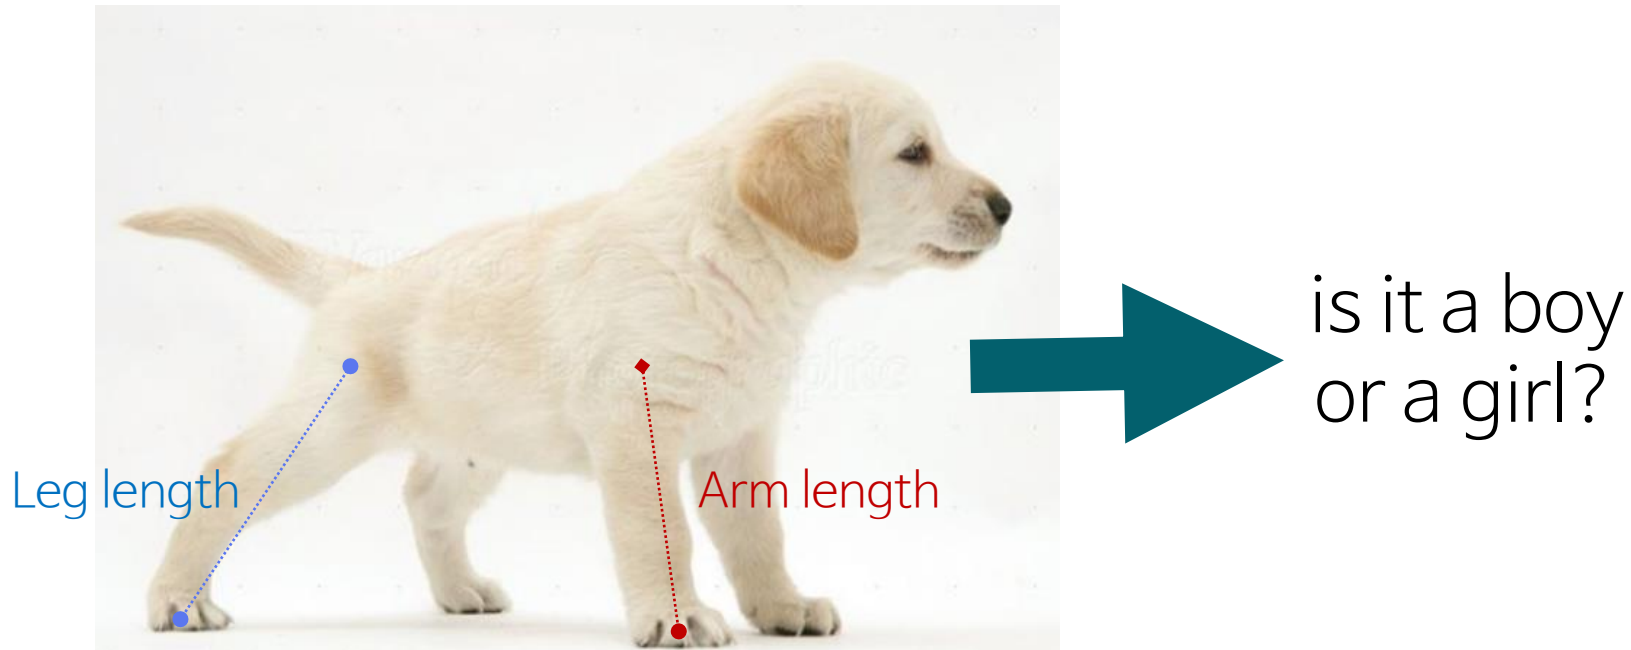 Leg length
Arm length
is it a boy
or a girl?